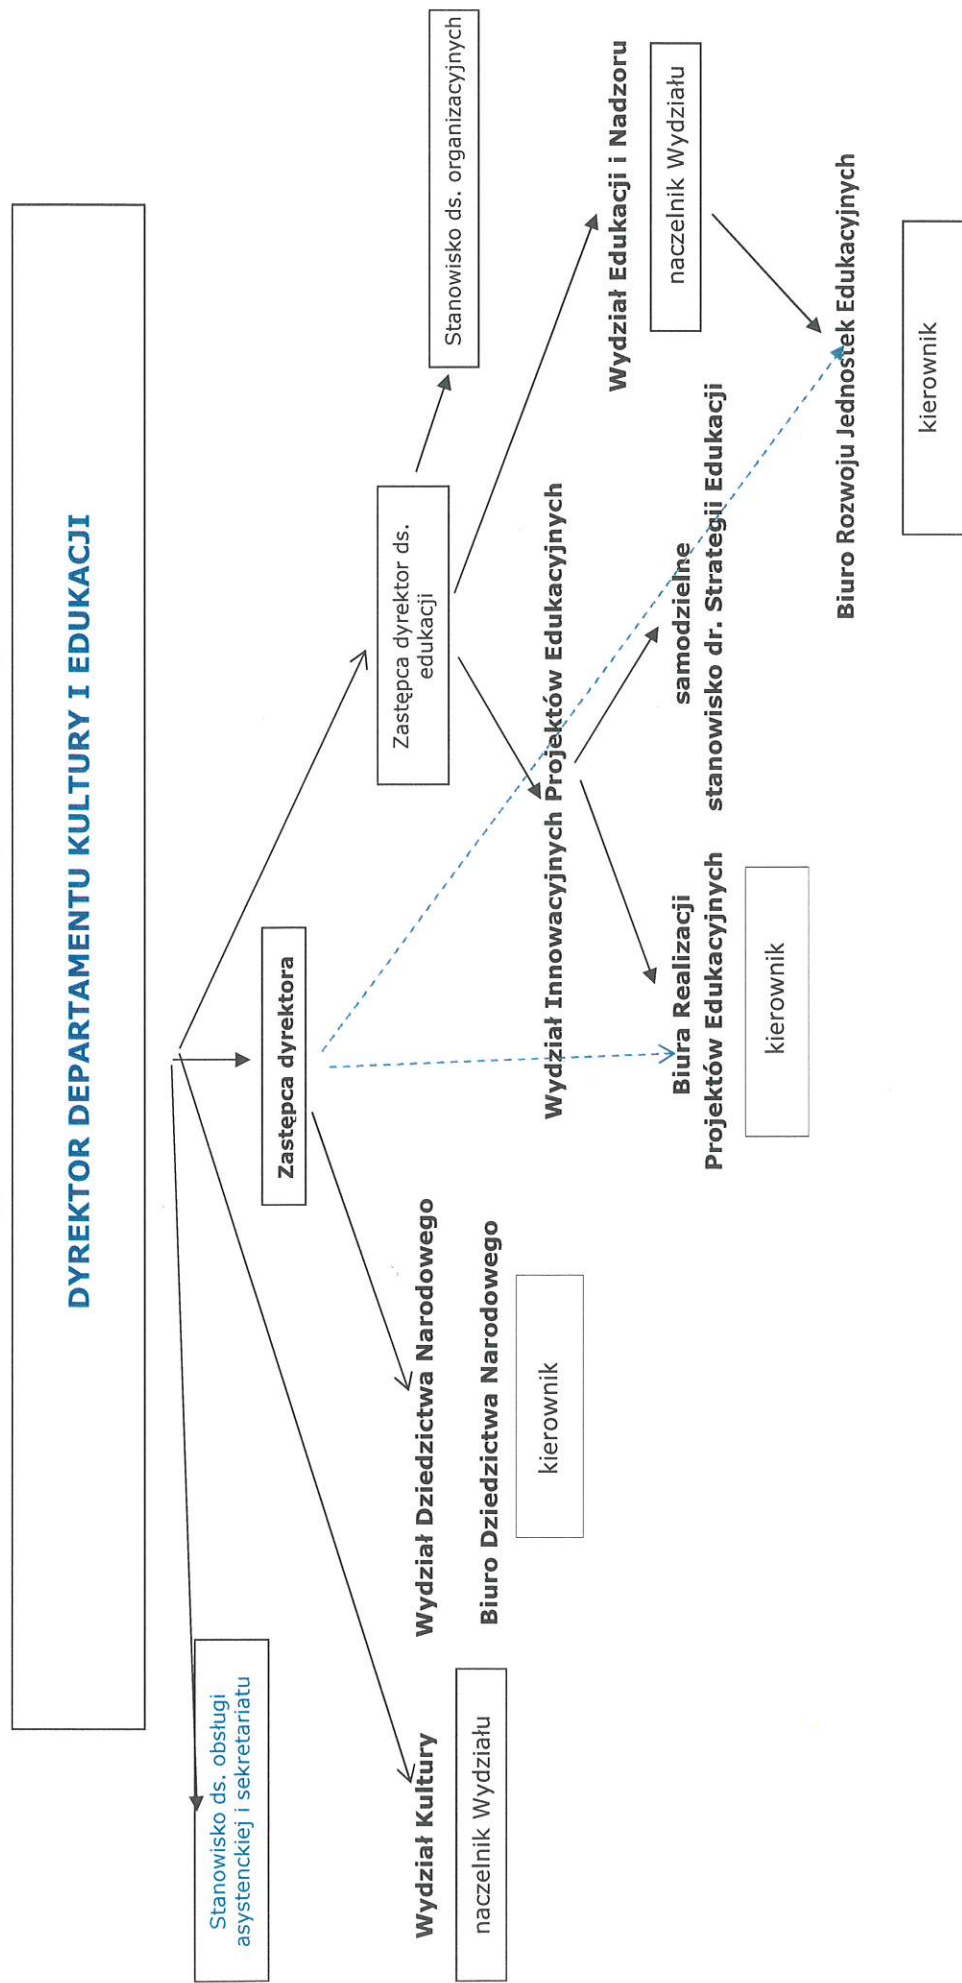 DYREKTOR DEPARTAMENTU KULTURY I EDUKACJI
Stanowisko ds. obsługi
asystenckiej i sekretariatu
Zastępca dyrektora
Zastępca dyrektor ds.
edukacji
Stanowisko ds. organizacyjnych
Wydział Kultury
naczelnik Wydziału
Wydział Dziedzictwa Narodowego
Biuro Dziedzictwa Narodowego
kierownik
Wydział Innowacyjnych Projektów Edukacyjnych
Biura Realizacji
Projektów Edukacyjnych
kierownik
samodzielne
stanowisko dr. Strategii Edukacji
Wydział Edukacji i Nadzoru
naczelnik Wydziału
Biuro Rozwoju Jednostek Edukacyjnych
kierownik